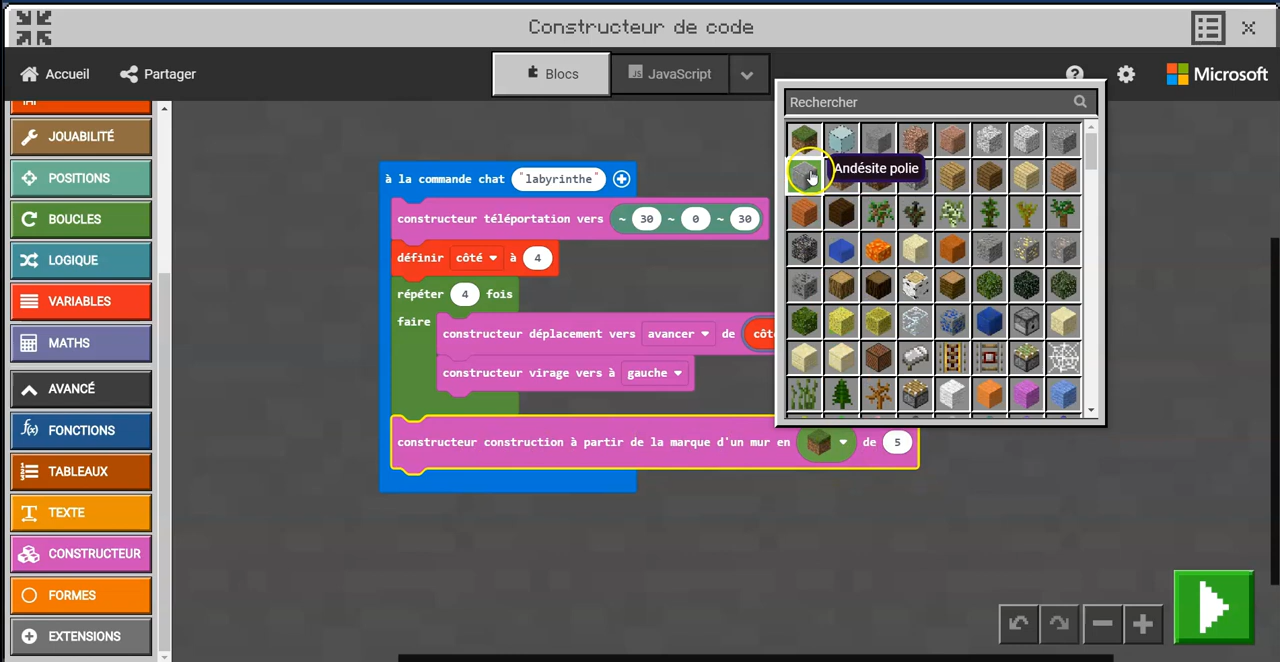 Constructeur de code
Accueil
Partager
Blocs
JS JavaScript
?
Microsoft
JOUABILITÉ
POSITIONS
BOUCLES
LOGIQUE
VARIABLES
MATHS
AVANCÉ
f(x) FONCTIONS
TABLEAUX
T TEXTE
CONSTRUCTEUR
FORMES
EXTENSIONS
à la commande chat "labyrinthe"
constructeur téléportation vers ~ 30 ~ 0 ~ 30
définir côté à 4
répéter 4 fois
faire
constructeur déplacement vers avancer de
constructeur virage vers à gauche
constructeur construction à partir de la marque d'un mur en de 5
Rechercher
Andésite polie